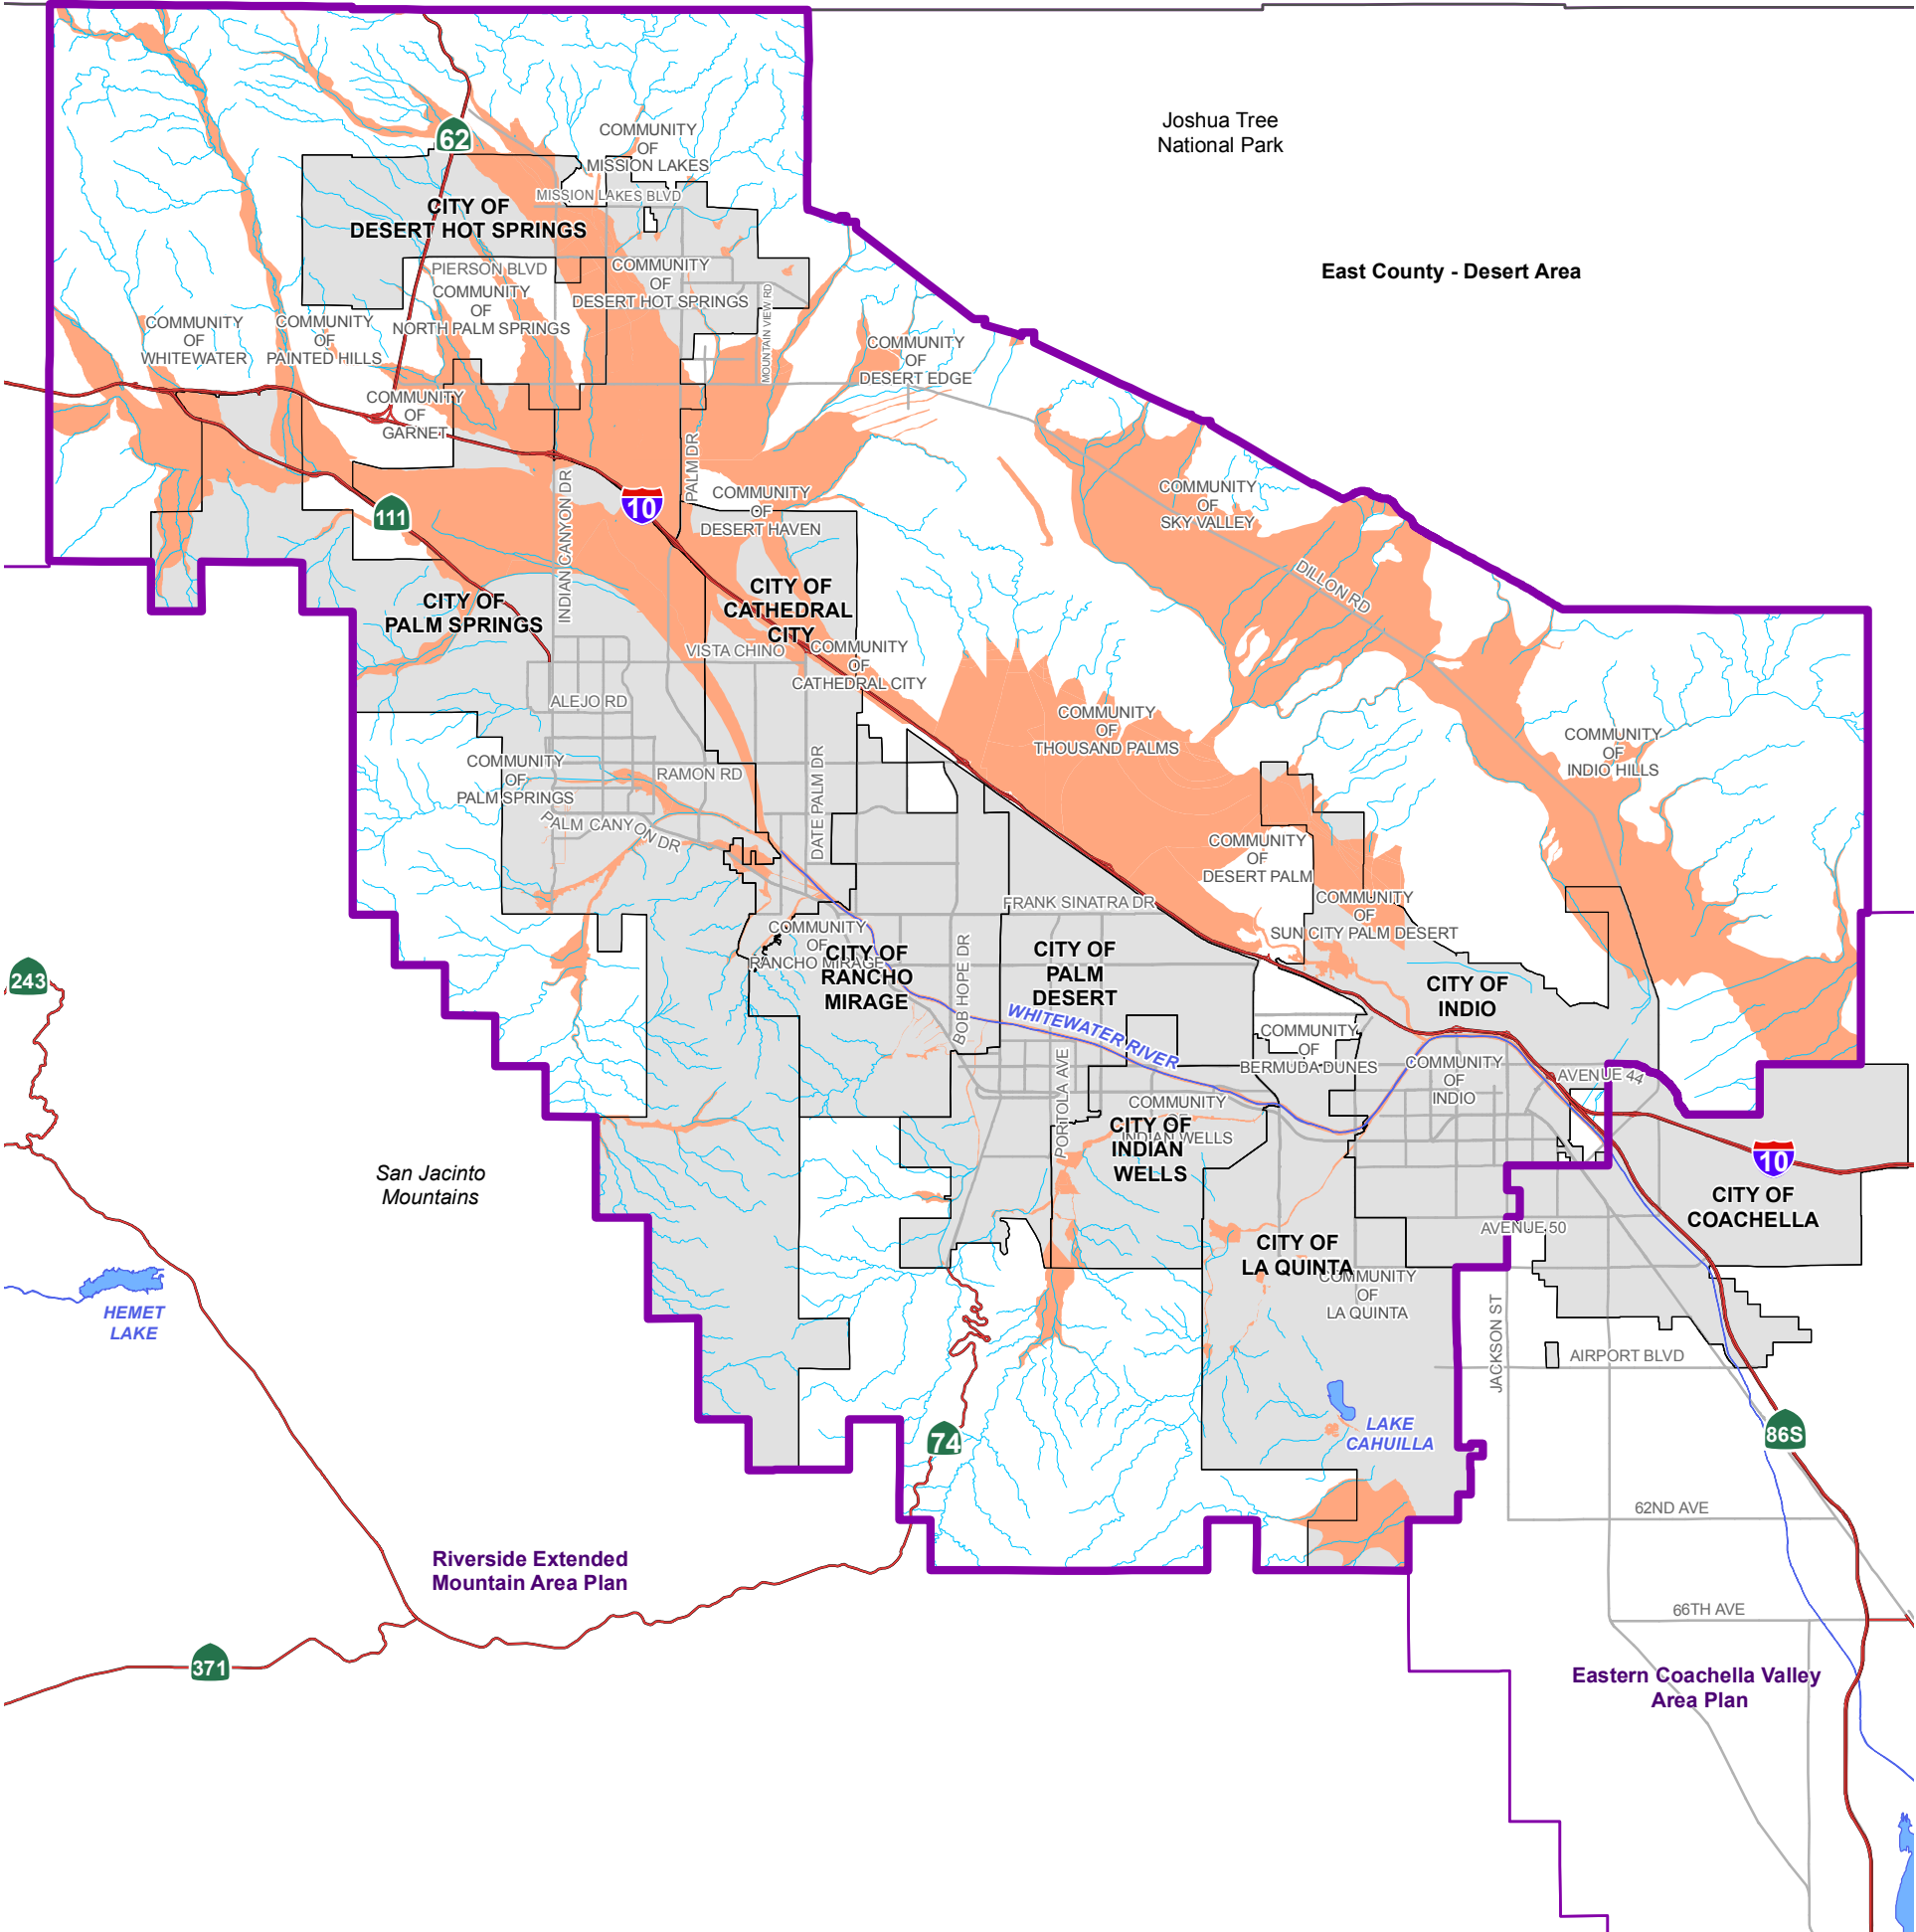 Joshua Tree
National Park
62
COMMUNITY
OF
MISSION LAKES
MISSION LAKES BLVD
CITY OF
DESERT HOT SPRINGS
PIERSON BLVD
COMMUNITY
OF
NORTH PALM SPRINGS
COMMUNITY
OF
DESERT HOT SPRINGS
East County - Desert Area
MOUNTAIN VIEW RD
COMMUNITY
OF
WHITEWATER
COMMUNITY
OF
PAINTED HILLS
COMMUNITY
OF
DESERT EDGE
COMMUNITY
OF
GARNET
PALM DR
INDIAN CANYON DR
111
10
COMMUNITY
OF
DESERT HAVEN
COMMUNITY
OF
SKY VALLEY
DILLON RD
CITY OF
PALM SPRINGS
CITY OF
CATHEDRAL
CITY
VISTA CHINO
COMMUNITY
OF
CATHEDRAL CITY
ALEJO RD
COMMUNITY
OF
THOUSAND PALMS
COMMUNITY
OF
INDIO HILLS
COMMUNITY
OF
PALM SPRINGS
RAMON RD
DATE PALM DR
PALM CANYON DR
COMMUNITY
OF
DESERT PALM
FRANK SINATRA DR
COMMUNITY
OF
SUN CITY PALM DESERT
COMMUNITY
OF
RANCHO MIRAGE
CITY OF
RANCHO
MIRAGE
BOB HOPE DR
CITY OF
PALM
DESERT
CITY OF
INDIO
243
WHITEWATER RIVER
COMMUNITY
OF
BERMUDA DUNES
COMMUNITY
OF
INDIO
AVENUE 44
PORTOLA AVE
COMMUNITY
OF
INDIAN WELLS
CITY OF
INDIAN
WELLS
10
San Jacinto
Mountains
CITY OF
COACHELLA
AVENUE 50
CITY OF
LA QUINTA
COMMUNITY
OF
LA QUINTA
HEMET
LAKE
JACKSON ST
AIRPORT BLVD
LAKE
CAHUILLA
74
86S
62ND AVE
Riverside Extended
Mountain Area Plan
66TH AVE
371
Eastern Coachella Valley
Area Plan